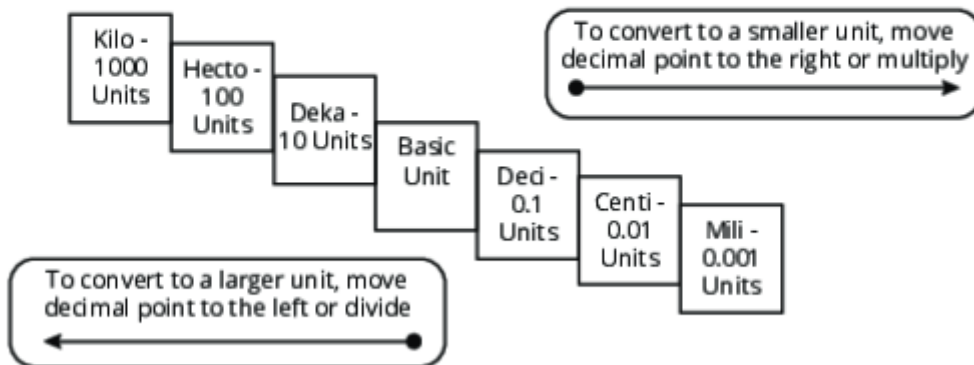 Kilo -
1000
Units
Hecto -
100
Units
Deka -
10 Units
Basic
Unit
Deci -
0.1
Units
Centi -
0.01
Units
Mili -
0.001
Units
To convert to a smaller unit, move
decimal point to the right or multiply
To convert to a larger unit, move
decimal point to the left or divide